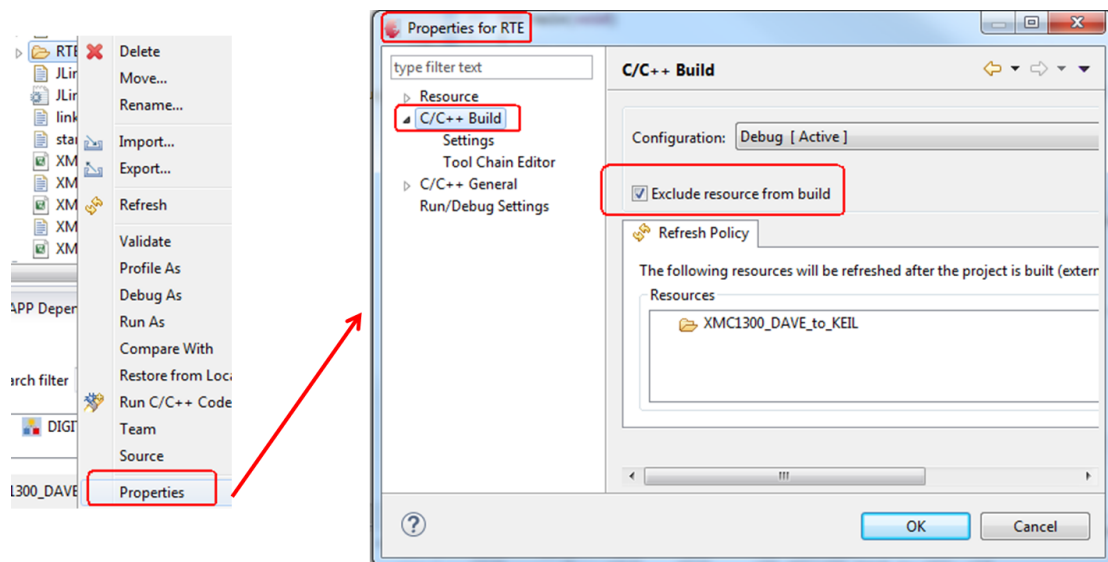 RTE
Delete
JLin
Move...
JLin
Rename...
link
star
Import...
XM
Export...
XM
XM
Refresh
XM
XM
Validate
Profile As
Debug As
APP Deper
Run As
Compare With
Restore from Loca
arch filter
Run C/C++ Code
DIGI
Team
Source
1300_DAVE
Properties
Properties for RTE
type filter text
Resource
C/C++ Build
Settings
Tool Chain Editor
C/C++ General
Run/Debug Settings
C/C++ Build
Configuration: Debug [ Active ]
Exclude resource from build
Refresh Policy
The following resources will be refreshed after the project is built (extern
Resources
XMC1300_DAVE_to_KEIL
OK
Cancel